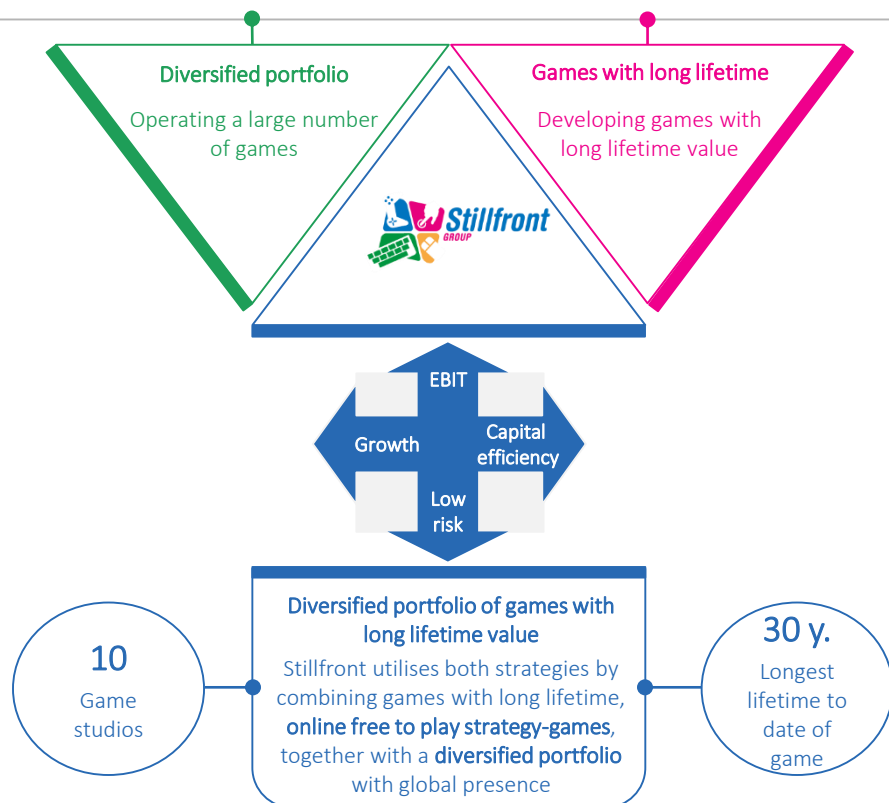 Diversified portfolio
Operating a large number
of games
Games with long lifetime
Developing games with
long lifetime value
Stillfront
GROUP
EBIT
Growth
Capital
efficiency
Low
risk
Diversified portfolio of games with
long lifetime value
Stillfront utilises both strategies by
combining games with long lifetime,
online free to play strategy-games,
together with a diversified portfolio
with global presence
10
Game
studios
30 y.
Longest
lifetime to
date of
game